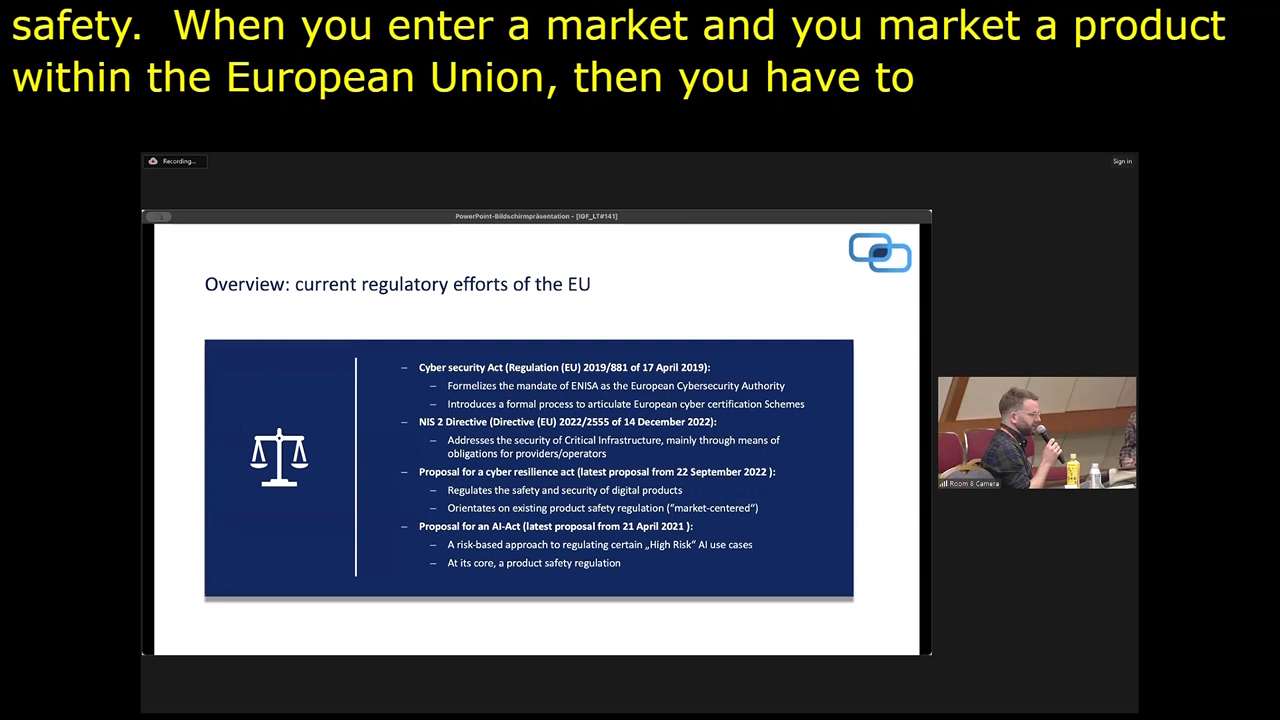 safety.  When you enter a market and you market a product
within the European Union, then you have to
Recording...
Sign in
PowerPoint-Bildschirmpräsentation - [IGF_LT#141]
Overview: current regulatory efforts of the EU
– Cyber security Act (Regulation (EU) 2019/881 of 17 April 2019):
– Formelizes the mandate of ENISA as the European Cybersecurity Authority
– Introduces a formal process to articulate European cyber certification Schemes
– NIS 2 Directive (Directive (EU) 2022/2555 of 14 December 2022):
– Addresses the security of Critical Infrastructure, mainly through means of
obligations for providers/operators
– Proposal for a cyber resilience act (latest proposal from 22 September 2022 ):
– Regulates the safety and security of digital products
– Orientates on existing product safety regulation (“market-centered“)
– Proposal for an AI-Act (latest proposal from 21 April 2021 ):
– A risk-based approach to regulating certain „High Risk“ AI use cases
– At its core, a product safety regulation
Room 8 Camera